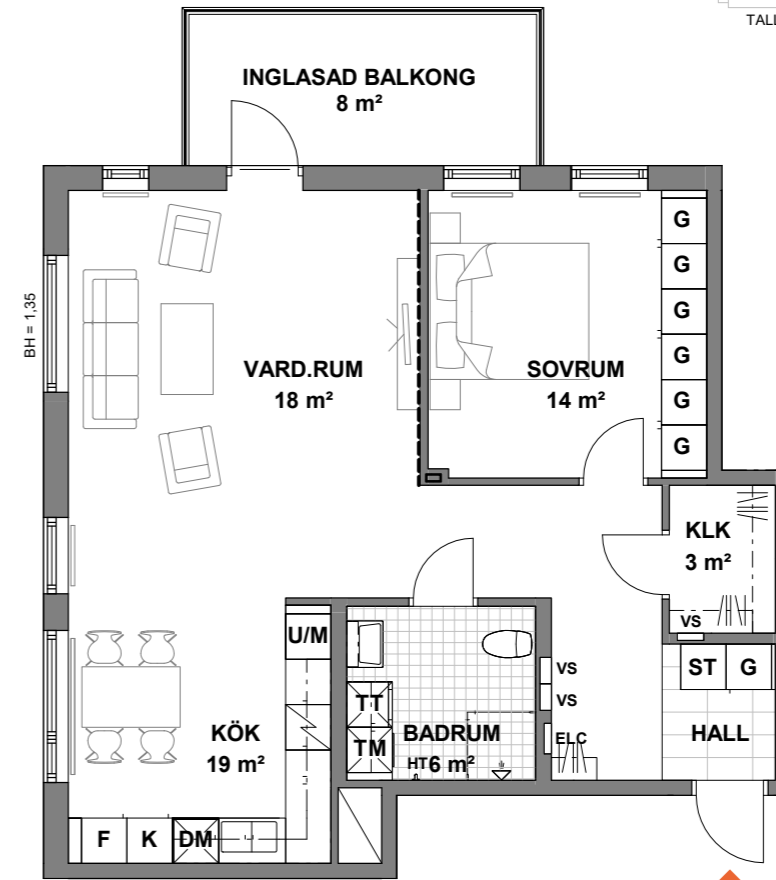 TALL
INGLASAD BALKONG
8 m²
BH = 1,35
VARD.RUM
18 m²
SOVRUM
14 m²
G
G
G
G
G
G
KLK
3 m²
VS
U/M
ST
G
VS
VS
TT
TM
BADRUM
HT
6 m²
ELC
HALL
KÖK
19 m²
F
K
DM